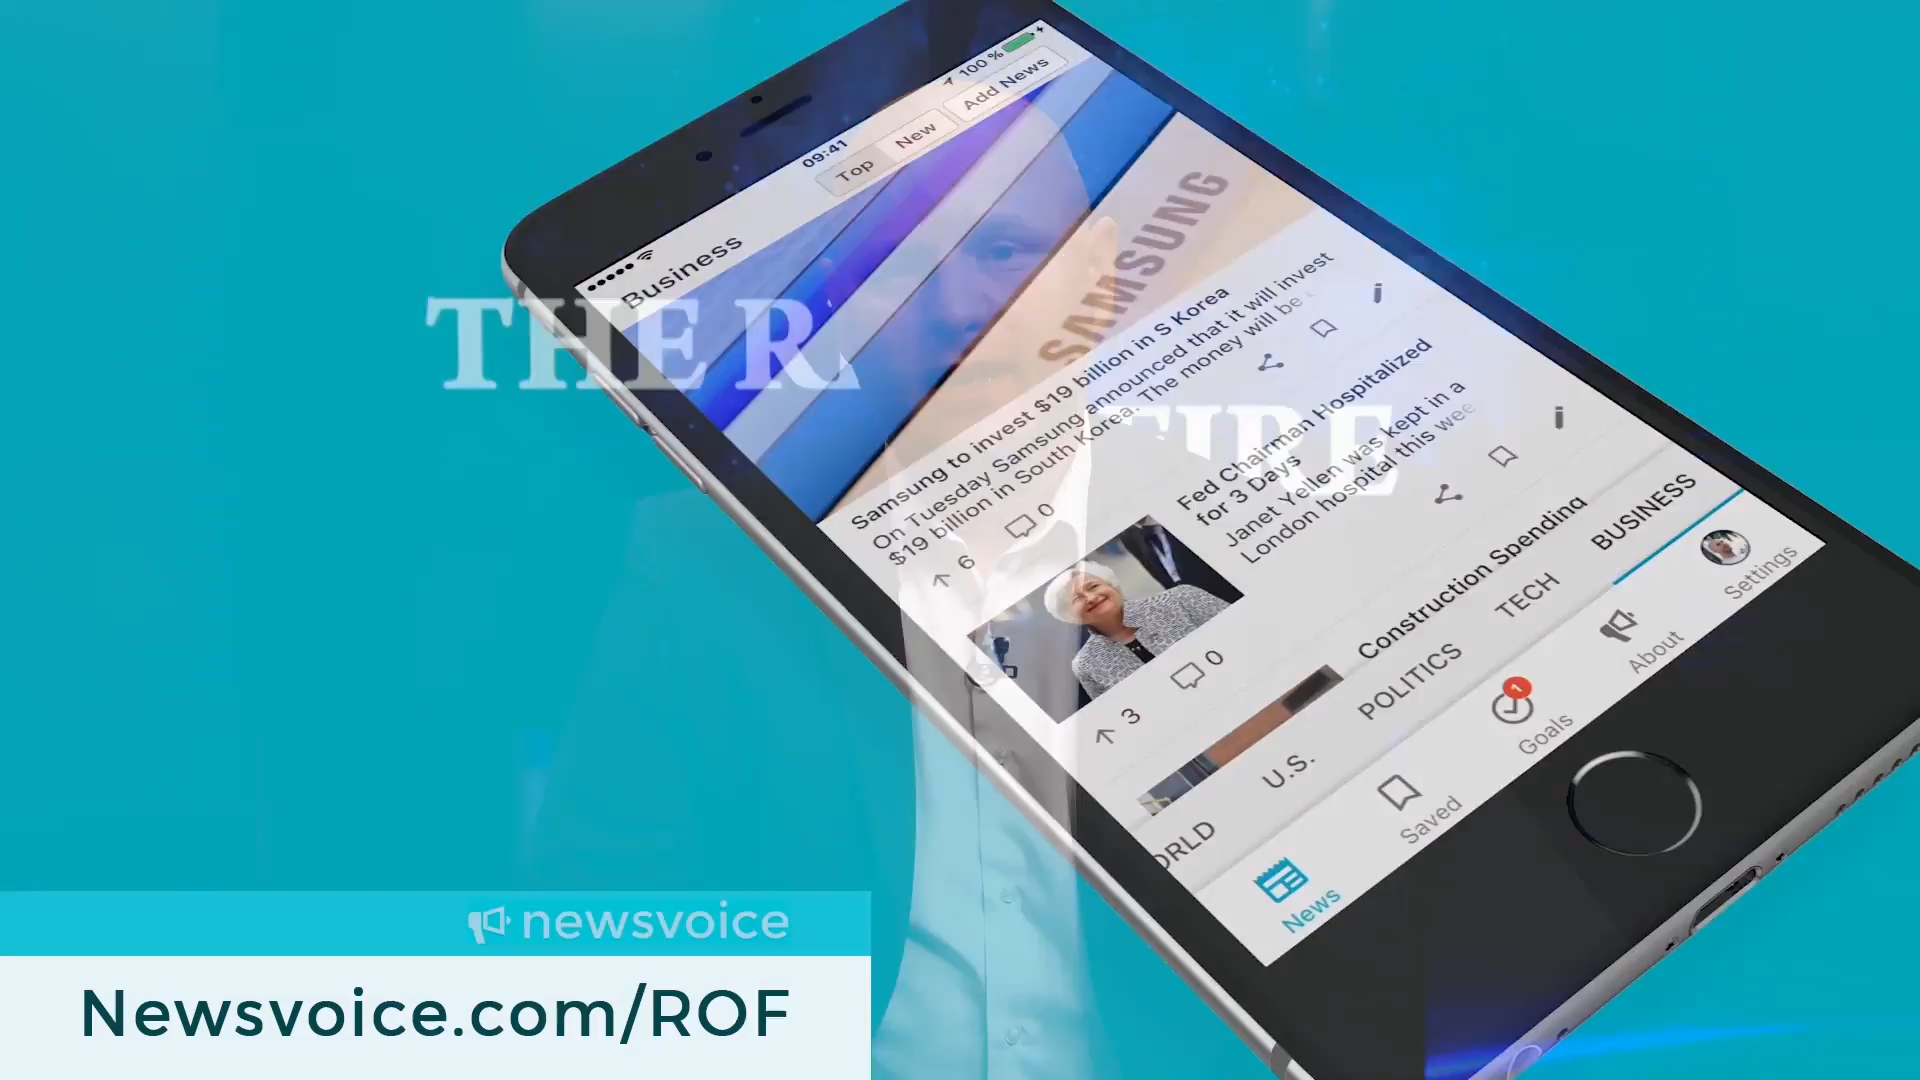 100 %
09:41
Business
Top
New
Add News
SAMSUNG
THE R
FIRE
Samsung to invest $19 billion in S Korea
On Tuesday Samsung announced that it will invest
$19 billion in South Korea. The money will be
6
0
Fed Chairman Hospitalized
for 3 Days
Janet Yellen was kept in a
London hospital this wee
3
0
Construction Spending
ORLD
U.S.
POLITICS
TECH
BUSINESS
News
Saved
1
Goals
About
Settings
newsvoice
Newsvoice.com/ROF